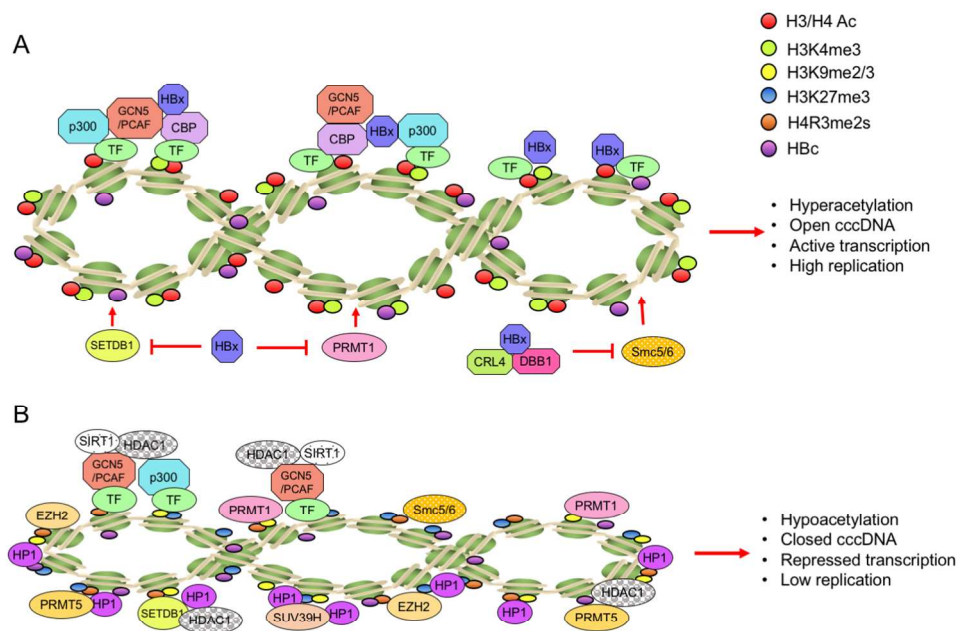 H3/H4 Ac
H3K4me3
H3K9me2/3
H3K27me3
H4R3me2s
HBc
A
p300
GCN5
/PCAF
HBx
CBP
TF
TF
GCN5
/PCAF
CBP
HBx
p300
TF
TF
HBx
HBx
TF
TF
• Hyperacetylation
• Open cccDNA
• Active transcription
• High replication
SETDB1
HBx
PRMT1
HBx
CRL4
DBB1
Smc5/6
B
SIRT1
HDAC1
GCN5
/PCAF
p300
TF
TF
HDAC1
SIRT1
GCN5
/PCAF
PRMT1
TF
Smc5/6
PRMT1
EZH2
HP1
HP1
PRMT5
HP1
SETDB1
HP1
HDAC1
HP1
SUV39H
HP1
EZH2
HP1
HP1
HDAC1
PRMT5
• Hypoacetylation
• Closed cccDNA
• Repressed transcription
• Low replication